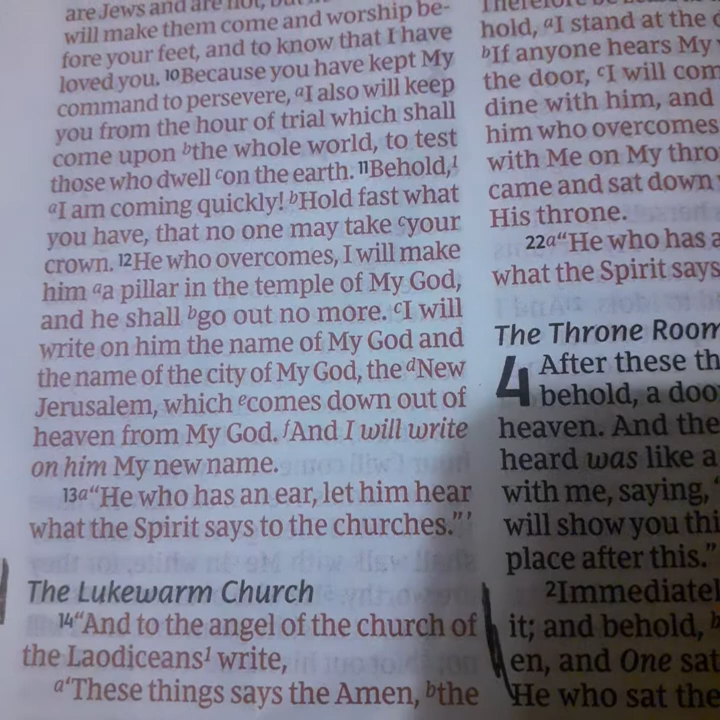 are Jews and are not, but
will make them come and worship be-
fore your feet, and to know that I have
loved you. 10Because you have kept My
command to persevere, aI also will keep
you from the hour of trial which shall
come upon bthe whole world, to test
those who dwell con the earth. 11Behold,1
aI am coming quickly! bHold fast what
you have, that no one may take cyour
crown. 12He who overcomes, I will make
him aa pillar in the temple of My God,
and he shall bgo out no more. cI will
write on him the name of My God and
the name of the city of My God, the dNew
Jerusalem, which ecomes down out of
heaven from My God. fAnd I will write
on him My new name.
13a“He who has an ear, let him hear
what the Spirit says to the churches.”’
The Lukewarm Church
14“And to the angel of the church of
the Laodiceans1 write,
a‘These things says the Amen, bthe
hold, aI stand at the
bIf anyone hears My
the door, cI will com
dine with him, and
him who overcomes
with Me on My thro
came and sat down
His throne.
22a“He who has a
what the Spirit says
The Throne Room
4 After these th
behold, a doo
heaven. And the
heard was like a
with me, saying, “
will show you thi
place after this.”
2Immediatel
it; and behold, b
en, and One sat
He who sat the